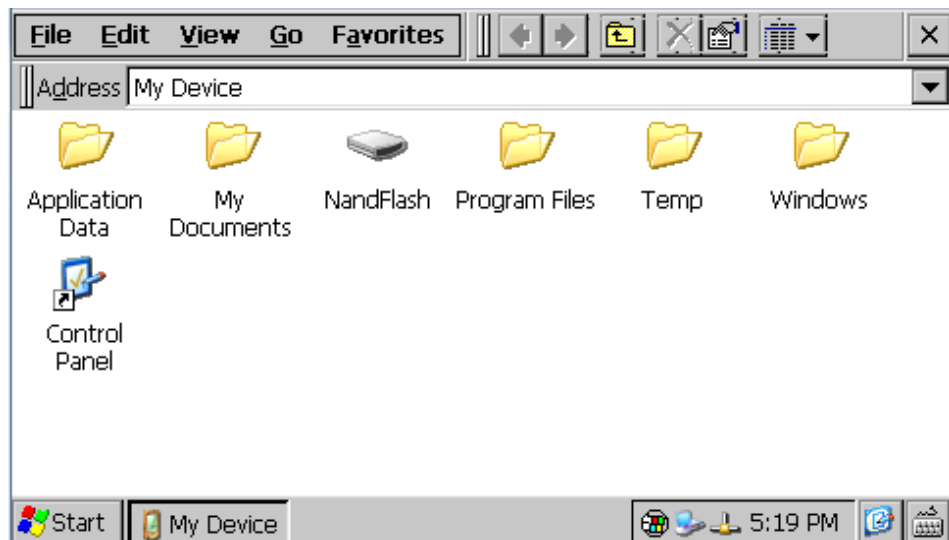 File Edit View Go Favorites
Address My Device
Application Data
My Documents
NandFlash
Program Files
Temp
Windows
Control Panel
Start My Device 5:19 PM